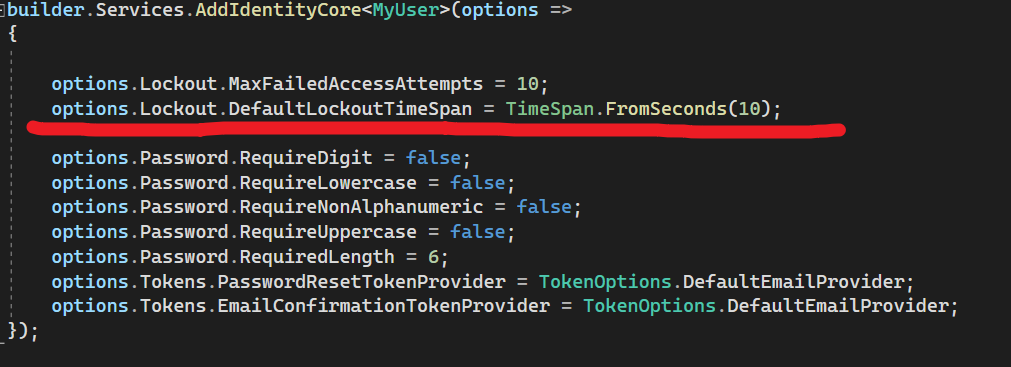 builder.Services.AddIdentityCore<MyUser>(options =>
{
options.Lockout.MaxFailedAccessAttempts = 10;
options.Lockout.DefaultLockoutTimeSpan = TimeSpan.FromSeconds(10);
options.Password.RequireDigit = false;
options.Password.RequireLowercase = false;
options.Password.RequireNonAlphanumeric = false;
options.Password.RequireUppercase = false;
options.Password.RequiredLength = 6;
options.Tokens.PasswordResetTokenProvider = TokenOptions.DefaultEmailProvider;
options.Tokens.EmailConfirmationTokenProvider = TokenOptions.DefaultEmailProvider;
});